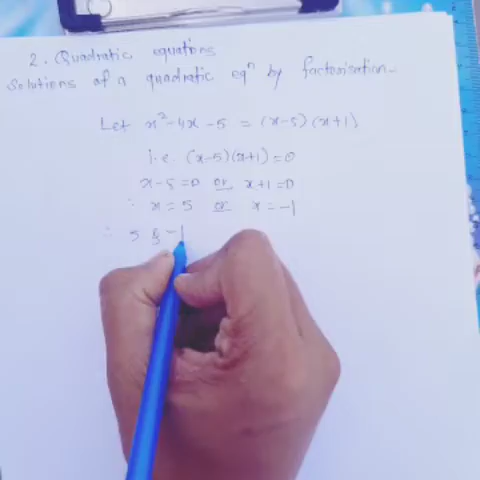 2. Quadratic equations
Solutions of a quadratic eqⁿ by factorisation-
Let x²-4x-5 = (x-5)(x+1)
i.e. (x-5)(x+1)=0
x-5=0 or x+1=0
∴ x=5 or x=-1
∴ 5 & -1